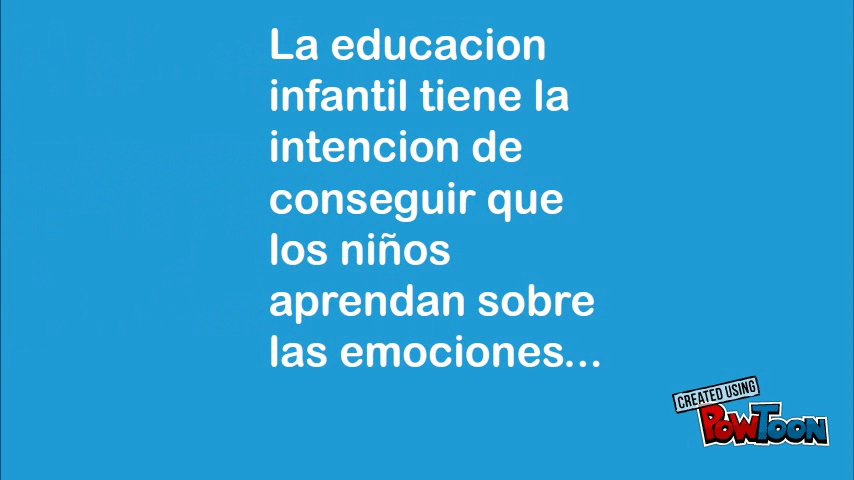 La educacion
infantil tiene la
intencion de
conseguir que
los niños
aprendan sobre
las emociones...
CREATED USING
POWTOON